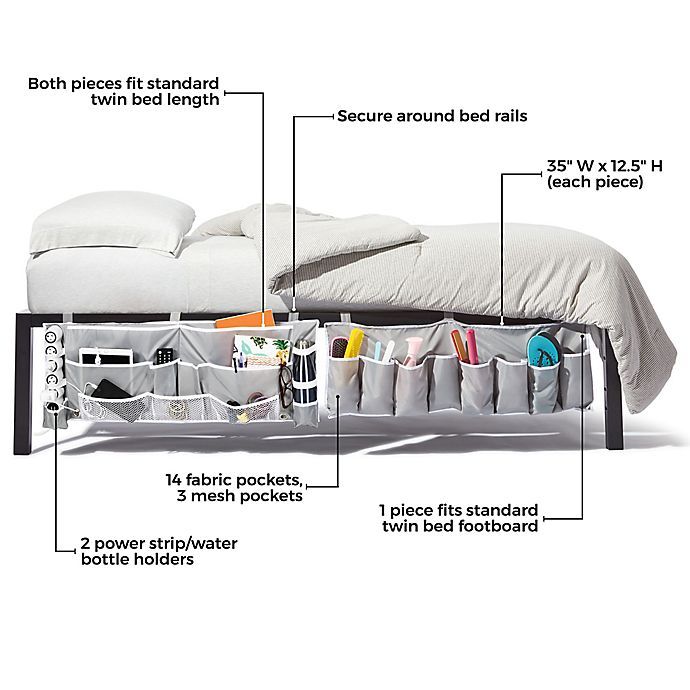 Both pieces fit standard
twin bed length
Secure around bed rails
35" W x 12.5" H
(each piece)
14 fabric pockets,
3 mesh pockets
1 piece fits standard
twin bed footboard
2 power strip/water
bottle holders